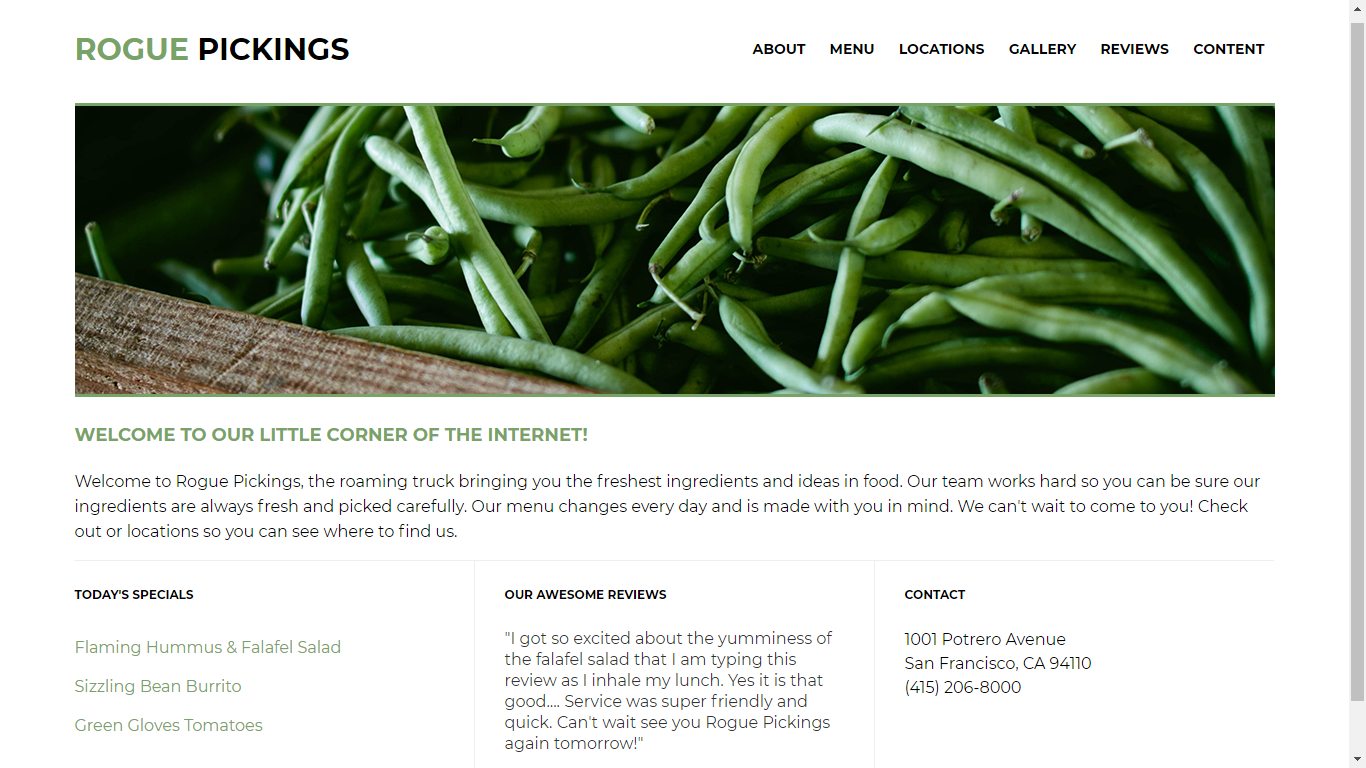 ROGUE PICKINGS
ABOUT MENU LOCATIONS GALLERY REVIEWS CONTENT
WELCOME TO OUR LITTLE CORNER OF THE INTERNET!
Welcome to Rogue Pickings, the roaming truck bringing you the freshest ingredients and ideas in food. Our team works hard so you can be sure our
ingredients are always fresh and picked carefully. Our menu changes every day and is made with you in mind. We can't wait to come to you! Check
out or locations so you can see where to find us.
TODAY'S SPECIALS
Flaming Hummus & Falafel Salad
Sizzling Bean Burrito
Green Gloves Tomatoes
OUR AWESOME REVIEWS
"I got so excited about the yumminess of
the falafel salad that I am typing this
review as I inhale my lunch. Yes it is that
good.... Service was super friendly and
quick. Can't wait see you Rogue Pickings
again tomorrow!"
CONTACT
1001 Potrero Avenue
San Francisco, CA 94110
(415) 206-8000